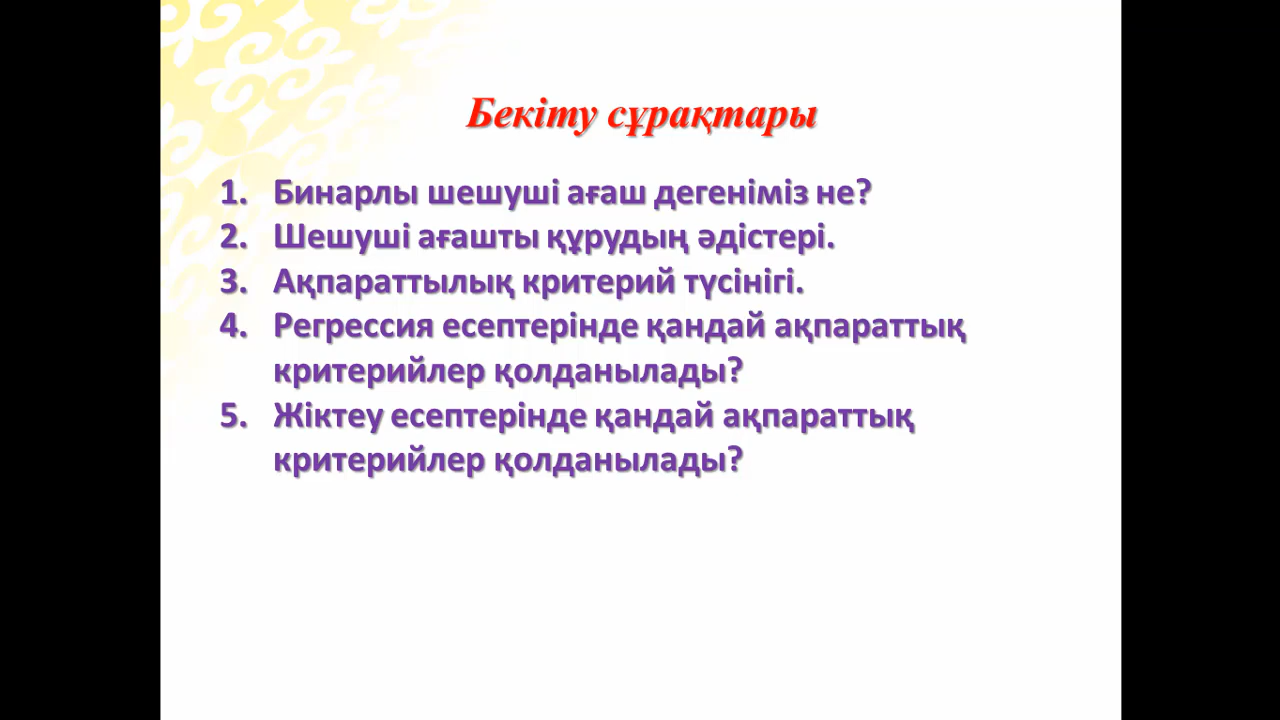 Бекіту сұрақтары
1. Бинарлы шешуші ағаш дегеніміз не?
2. Шешуші ағашты құрудың әдістері.
3. Ақпараттылық критерий түсінігі.
4. Регрессия есептерінде қандай ақпараттық
критерийлер қолданылады?
5. Жіктеу есептерінде қандай ақпараттық
критерийлер қолданылады?